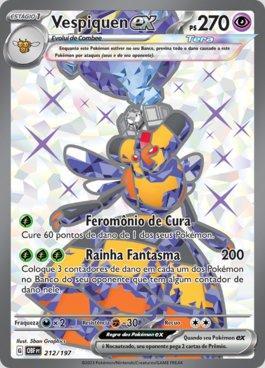 ESTÁGIO 1
Vespiquen ex
PS 270
Evolui de Combee
Tera
Enquanto este Pokémon estiver no seu Banco, previna todo o dano causado a este
Pokémon por ataques (seus e do seu oponente).
Feromônio de Cura
Cure 60 pontos de dano de 1 dos seus Pokémon.
Rainha Fantasma 200
Coloque 3 contadores de dano em cada um dos Pokémon
no Banco do seu oponente que tem algum contador de
dano.
Fraqueza ×2 Resistência -30 Recuo
Regra dos Pokémon ex
Quando seu Pokémon ex
é Nocauteado, seu oponente pega 2 cartas de Prêmio.
Ilust. 5ban Graphics
G OBF PT 212/197
©2023 Pokémon/Nintendo/Creatures/GAME FREAK